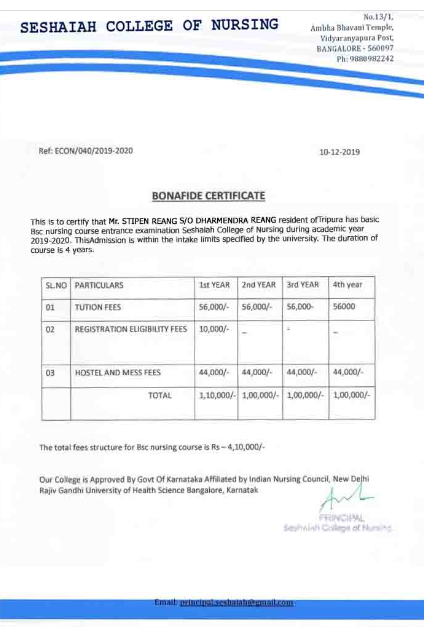 SESHAIAH COLLEGE OF NURSING
No.13/1,
Ambha Bhavani Temple,
Vidyaranyapura Post,
BANGALORE - 560097
Ph: 9880982242
Ref: ECON/040/2019-2020
10-12-2019
BONAFIDE CERTIFICATE
This is to certify that Mr. STIPEN REANG S/O DHARMENDRA REANG resident ofTripura has basic
Bsc nursing course entrance examination Seshaiah College of Nursing during academic year
2019-2020. ThisAdmission is within the intake limits specified by the university. The duration of
course is 4 years.
SL.NO PARTICULARS 1st YEAR 2nd YEAR 3rd YEAR 4th year
01 TUTION FEES 56,000/- 56,000/- 56,000- 56000
02 REGISTRATION ELIGIBILITY FEES 10,000/- - - -
03 HOSTEL AND MESS FEES 44,000/- 44,000/- 44,000/- 44,000/-
TOTAL 1,10,000/- 1,00,000/- 1,00,000/- 1,00,000/-
The total fees structure for Bsc nursing course is Rs – 4,10,000/-
Our College is Approved By Govt Of Karnataka Affiliated by Indian Nursing Council, New Delhi
Rajiv Gandhi University of Health Science Bangalore, Karnatak
PRINCIPAL
Seshaiah College of Nursing
Email: principal.seshaiah@gmail.com